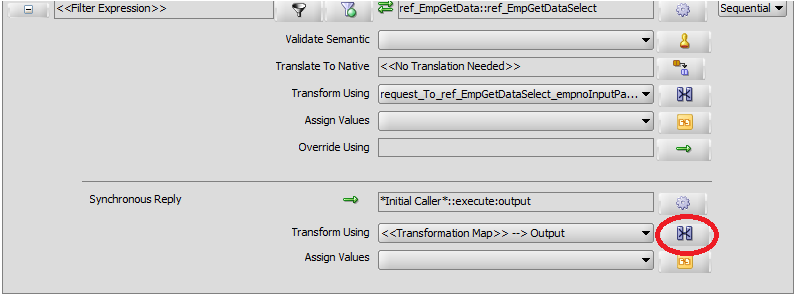 <<Filter Expression>> ref_EmpGetData::ref_EmpGetDataSelect Sequential
Validate Semantic
Translate To Native <<No Translation Needed>>
Transform Using request_To_ref_EmpGetDataSelect_empnoInputPa...
Assign Values
Override Using
Synchronous Reply *Initial Caller*::execute:output
Transform Using <<Transformation Map>> --> Output
Assign Values